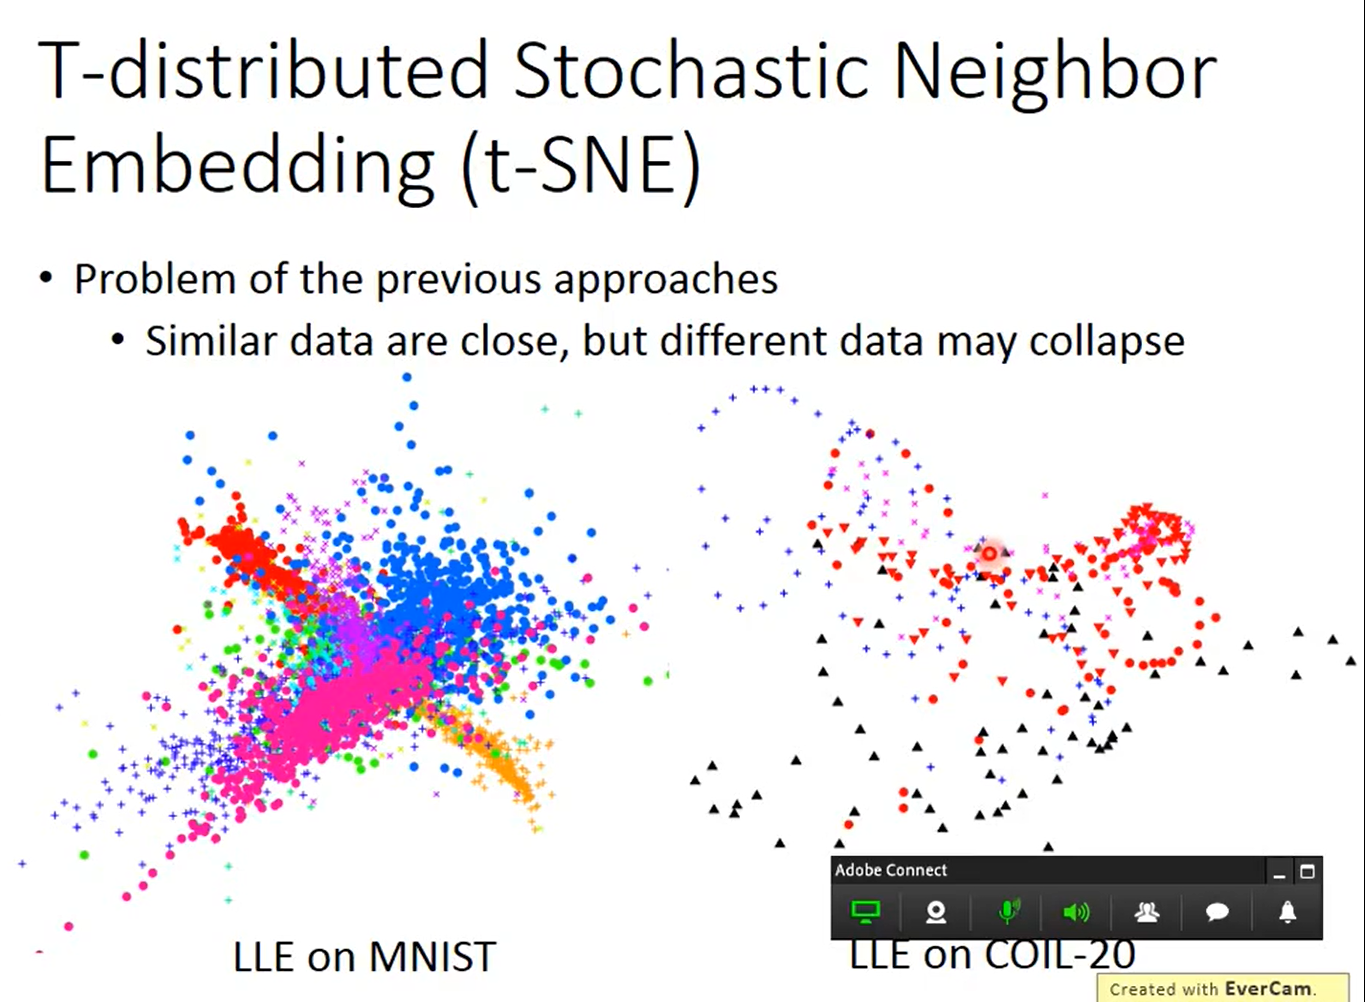 T-distributed Stochastic Neighbor
Embedding (t-SNE)
• Problem of the previous approaches
• Similar data are close, but different data may collapse
Adobe Connect
LLE on MNIST
LLE on COIL-20
Created with EverCam.